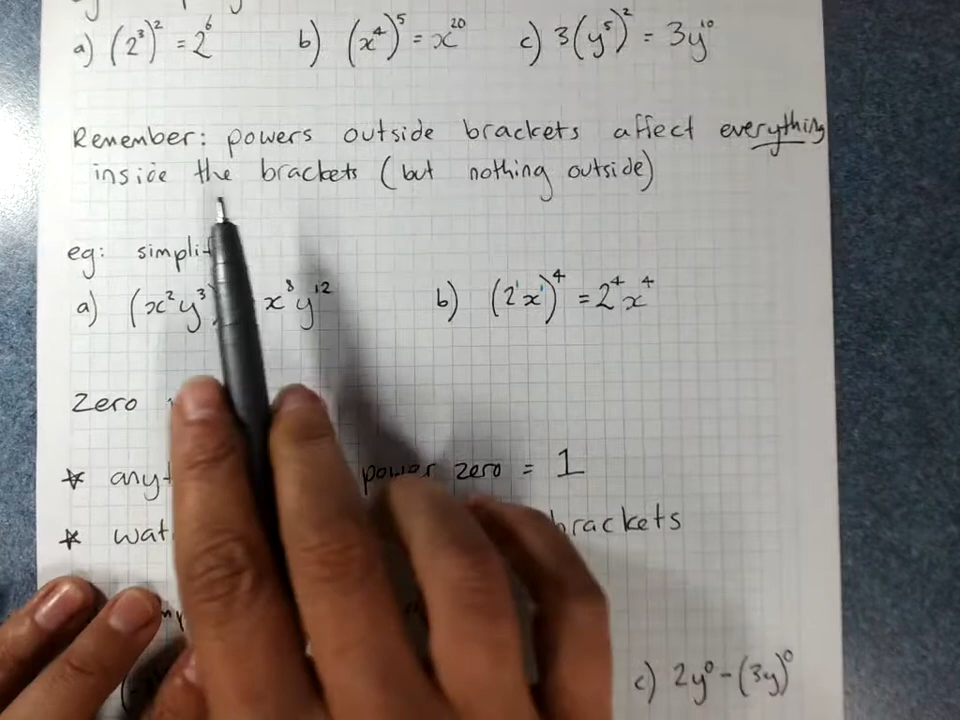 a) (2³)² = 2⁶ b) (x⁴)⁵ = x²⁰ c) 3(y⁵)² = 3y¹⁰
Remember: powers outside brackets affect everything
inside the brackets (but nothing outside)
eg:
a) (x²y³ x⁸y¹² b) (2¹x¹)⁴ = 2⁴x⁴
Zero
* power zero = 1
* brackets
c) 2y⁰ - (3y)⁰